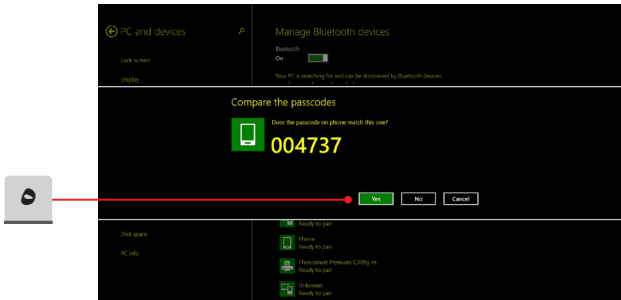 PC and devices
Lock screen
Display
Manage Bluetooth devices
Bluetooth
On
Your PC is searching for and can be discovered by Bluetooth devices.
Compare the passcodes
Does the passcode on phone match this one?
004737
Yes
No
Cancel
۵
Disk space
PC info
Ready to pair
Phone
Ready to pair
Photosmart Premium C309g-m
Ready to pair
Unknown
Ready to pair